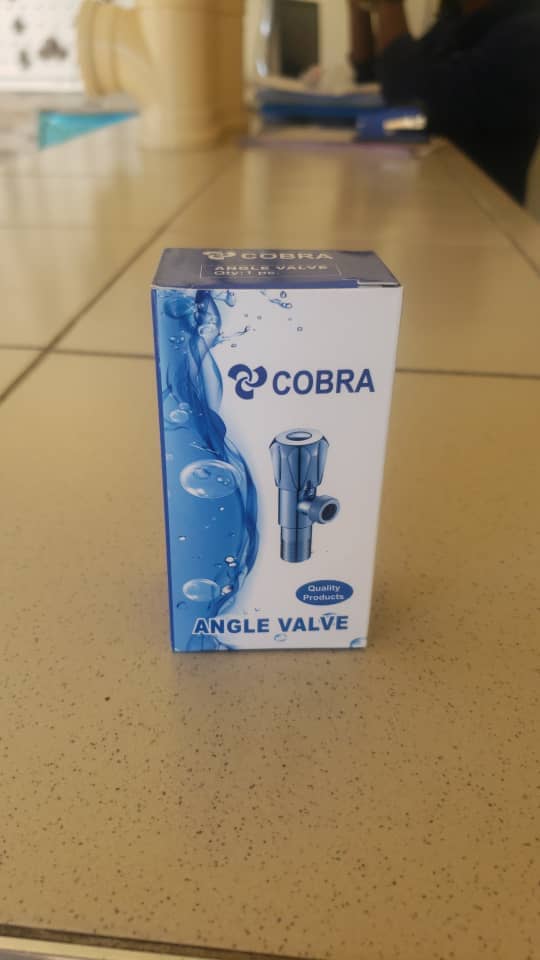 COBRA
ANGLE VALVE
Qty: 1 pc.
COBRA
Quality
Products
ANGLE VALVE